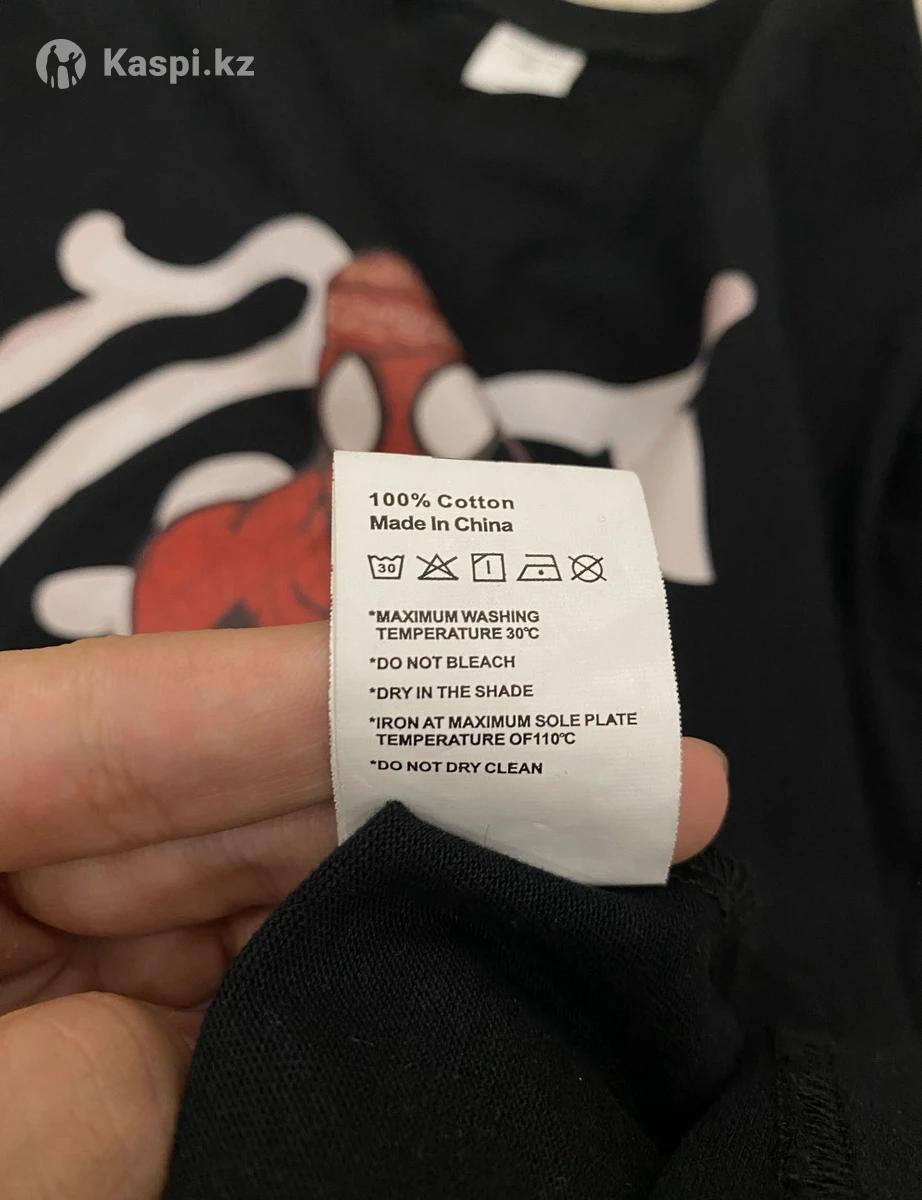 Kaspi.kz
100% Cotton
Made In China
30
*MAXIMUM WASHING
TEMPERATURE 30℃
*DO NOT BLEACH
*DRY IN THE SHADE
*IRON AT MAXIMUM SOLE PLATE
TEMPERATURE OF110℃
*DO NOT DRY CLEAN